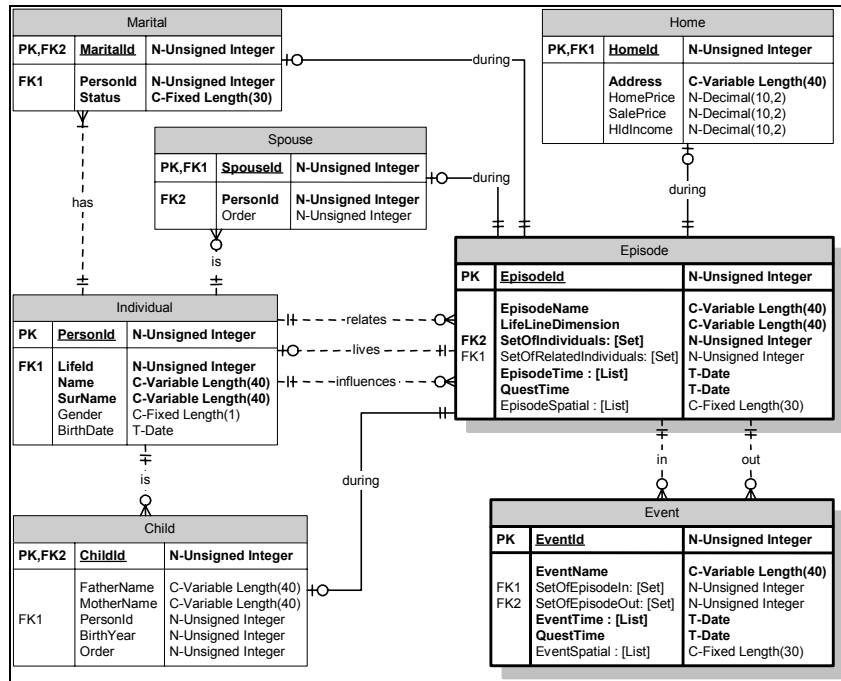 Marital
PK,FK2 MaritalId N-Unsigned Integer
FK1 PersonId N-Unsigned Integer
Status C-Fixed Length(30)
Home
PK,FK1 HomeId N-Unsigned Integer
Address C-Variable Length(40)
HomePrice N-Decimal(10,2)
SalePrice N-Decimal(10,2)
HldIncome N-Decimal(10,2)
during
Spouse
PK,FK1 SpouseId N-Unsigned Integer
FK2 PersonId N-Unsigned Integer
Order N-Unsigned Integer
during
during
has
is
Episode
PK EpisodeId N-Unsigned Integer
EpisodeName C-Variable Length(40)
LifeLineDimension C-Variable Length(40)
FK2 SetOfIndividuals: [Set] N-Unsigned Integer
FK1 SetOfRelatedIndividuals: [Set] N-Unsigned Integer
EpisodeTime : [List] T-Date
QuestTime T-Date
EpisodeSpatial : [List] C-Fixed Length(30)
Individual
PK PersonId N-Unsigned Integer
FK1 LifeId N-Unsigned Integer
Name C-Variable Length(40)
SurName C-Variable Length(40)
Gender C-Fixed Length(1)
BirthDate T-Date
relates
lives
influences
is
during
in
out
Child
PK,FK2 ChildId N-Unsigned Integer
FatherName C-Variable Length(40)
MotherName C-Variable Length(40)
FK1 PersonId N-Unsigned Integer
BirthYear N-Unsigned Integer
Order N-Unsigned Integer
Event
PK EventId N-Unsigned Integer
EventName C-Variable Length(40)
FK1 SetOfEpisodeIn: [Set] N-Unsigned Integer
FK2 SetOfEpisodeOut: [Set] N-Unsigned Integer
EventTime : [List] T-Date
QuestTime T-Date
EventSpatial : [List] C-Fixed Length(30)